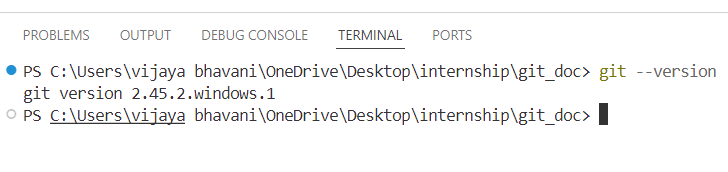 PROBLEMS OUTPUT DEBUG CONSOLE TERMINAL PORTS
PS C:\Users\vijaya bhavani\OneDrive\Desktop\internship\git_doc> git --version
git version 2.45.2.windows.1
PS C:\Users\vijaya bhavani\OneDrive\Desktop\internship\git_doc>